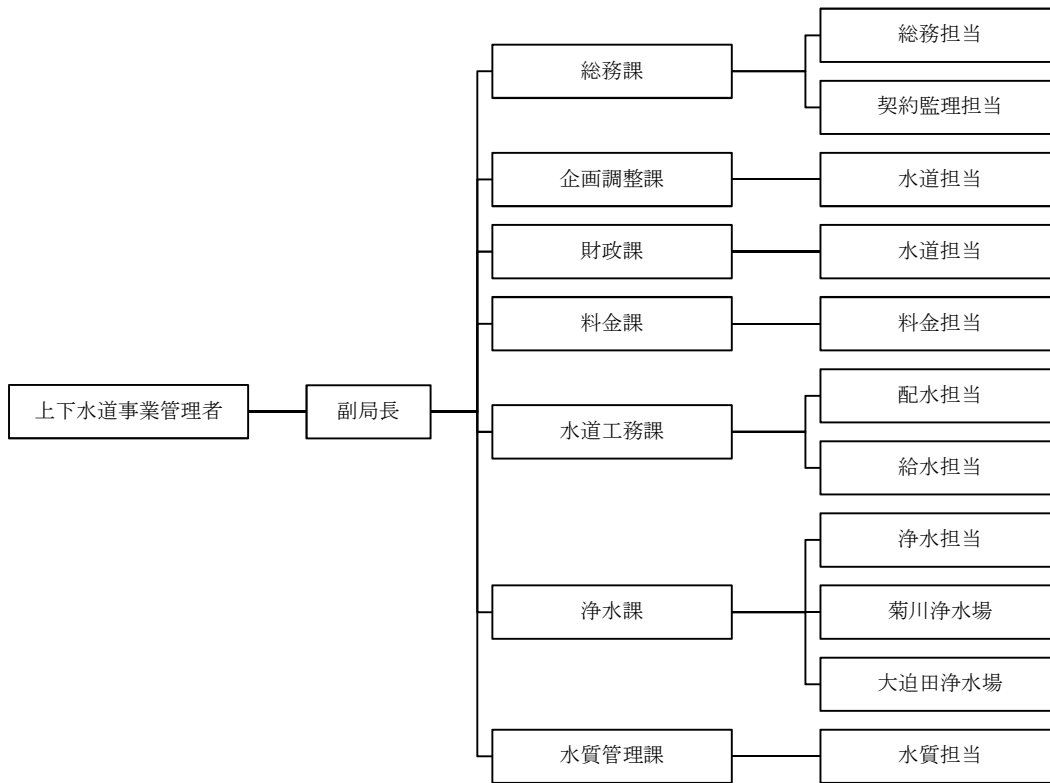 上下水道事業管理者
副局長
総務課
総務担当
契約監理担当
企画調整課
水道担当
財政課
水道担当
料金課
料金担当
水道工務課
配水担当
給水担当
浄水課
浄水担当
菊川浄水場
大迫田浄水場
水質管理課
水質担当